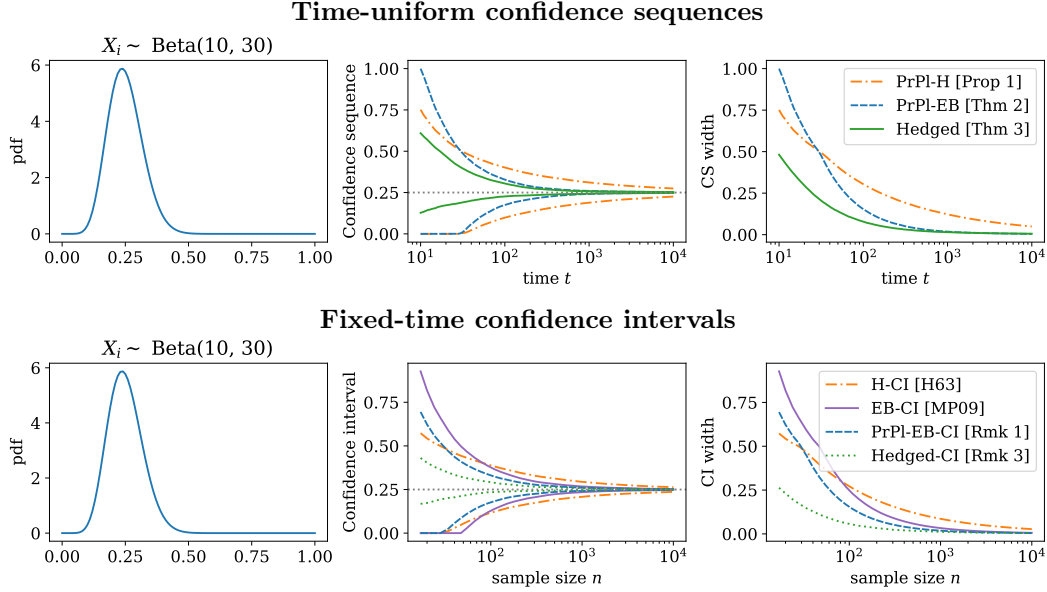 Time-uniform confidence sequences
X_i ∼ Beta(10, 30)
pdf
6
4
2
0
0.00 0.25 0.50 0.75 1.00
Confidence sequence
1.00
0.75
0.50
0.25
0.00
10^1 10^2 10^3 10^4
time t
CS width
1.00
0.75
0.50
0.25
0.00
PrPl-H [Prop 1]
PrPl-EB [Thm 2]
Hedged [Thm 3]
10^1 10^2 10^3 10^4
time t
Fixed-time confidence intervals
X_i ∼ Beta(10, 30)
pdf
6
4
2
0
0.00 0.25 0.50 0.75 1.00
Confidence interval
0.75
0.50
0.25
0.00
10^2 10^3 10^4
sample size n
CI width
0.75
0.50
0.25
0.00
H-CI [H63]
EB-CI [MP09]
PrPl-EB-CI [Rmk 1]
Hedged-CI [Rmk 3]
10^2 10^3 10^4
sample size n